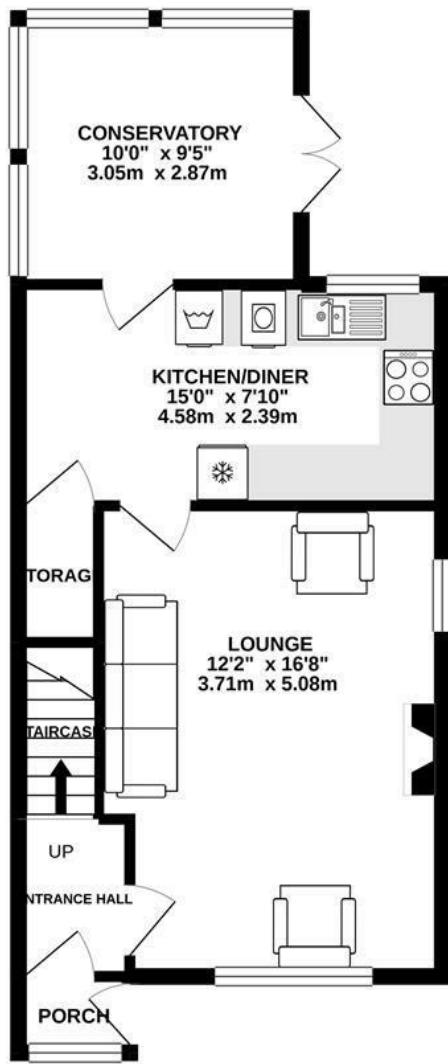 CONSERVATORY
10'0" x 9'5"
3.05m x 2.87m
KITCHEN/DINER
15'0" x 7'10"
4.58m x 2.39m
TORAG
LOUNGE
12'2" x 16'8"
3.71m x 5.08m
TAIRCAS
UP
NTRANCE HALL
PORCH